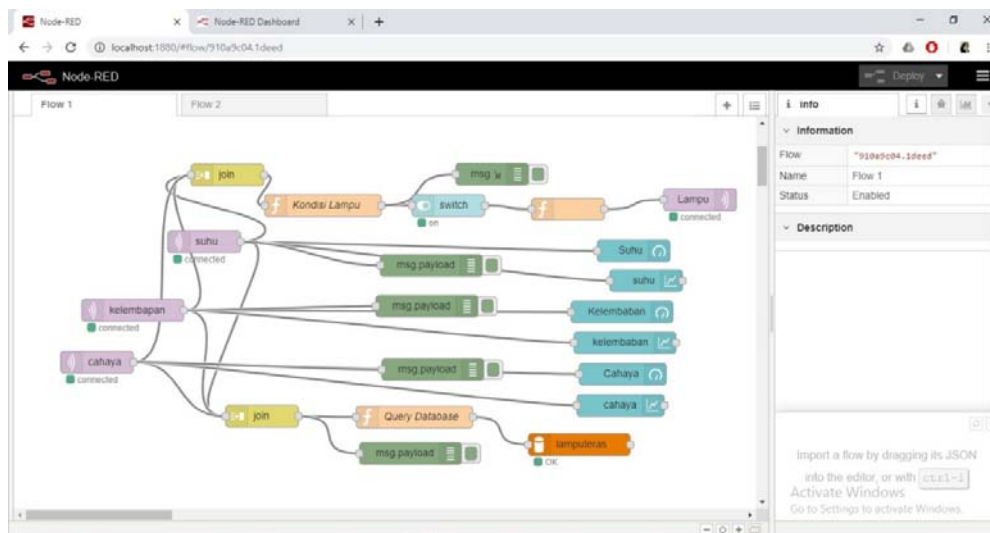 Node-RED
Node-RED Dashboard
localhost:1880/#flow/910a9c04.1deed
Node-RED
Deploy
Flow 1
Flow 2
info
Information
Flow "910a9c04.1deed"
Name Flow 1
Status Enabled
Description
join
msg
Kondisi Lampu
switch
on
Lampu
connected
suhu
connected
Suhu
msg.payload
suhu
kelembapan
connected
msg.payload
Kelembaban
kelembaban
cahaya
connected
msg.payload
Cahaya
cahaya
join
Query Database
lamputeras
OK
msg.payload
Import a flow by dragging its JSON
into the editor, or with ctrl-i
Activate Windows
Go to Settings to activate Windows.